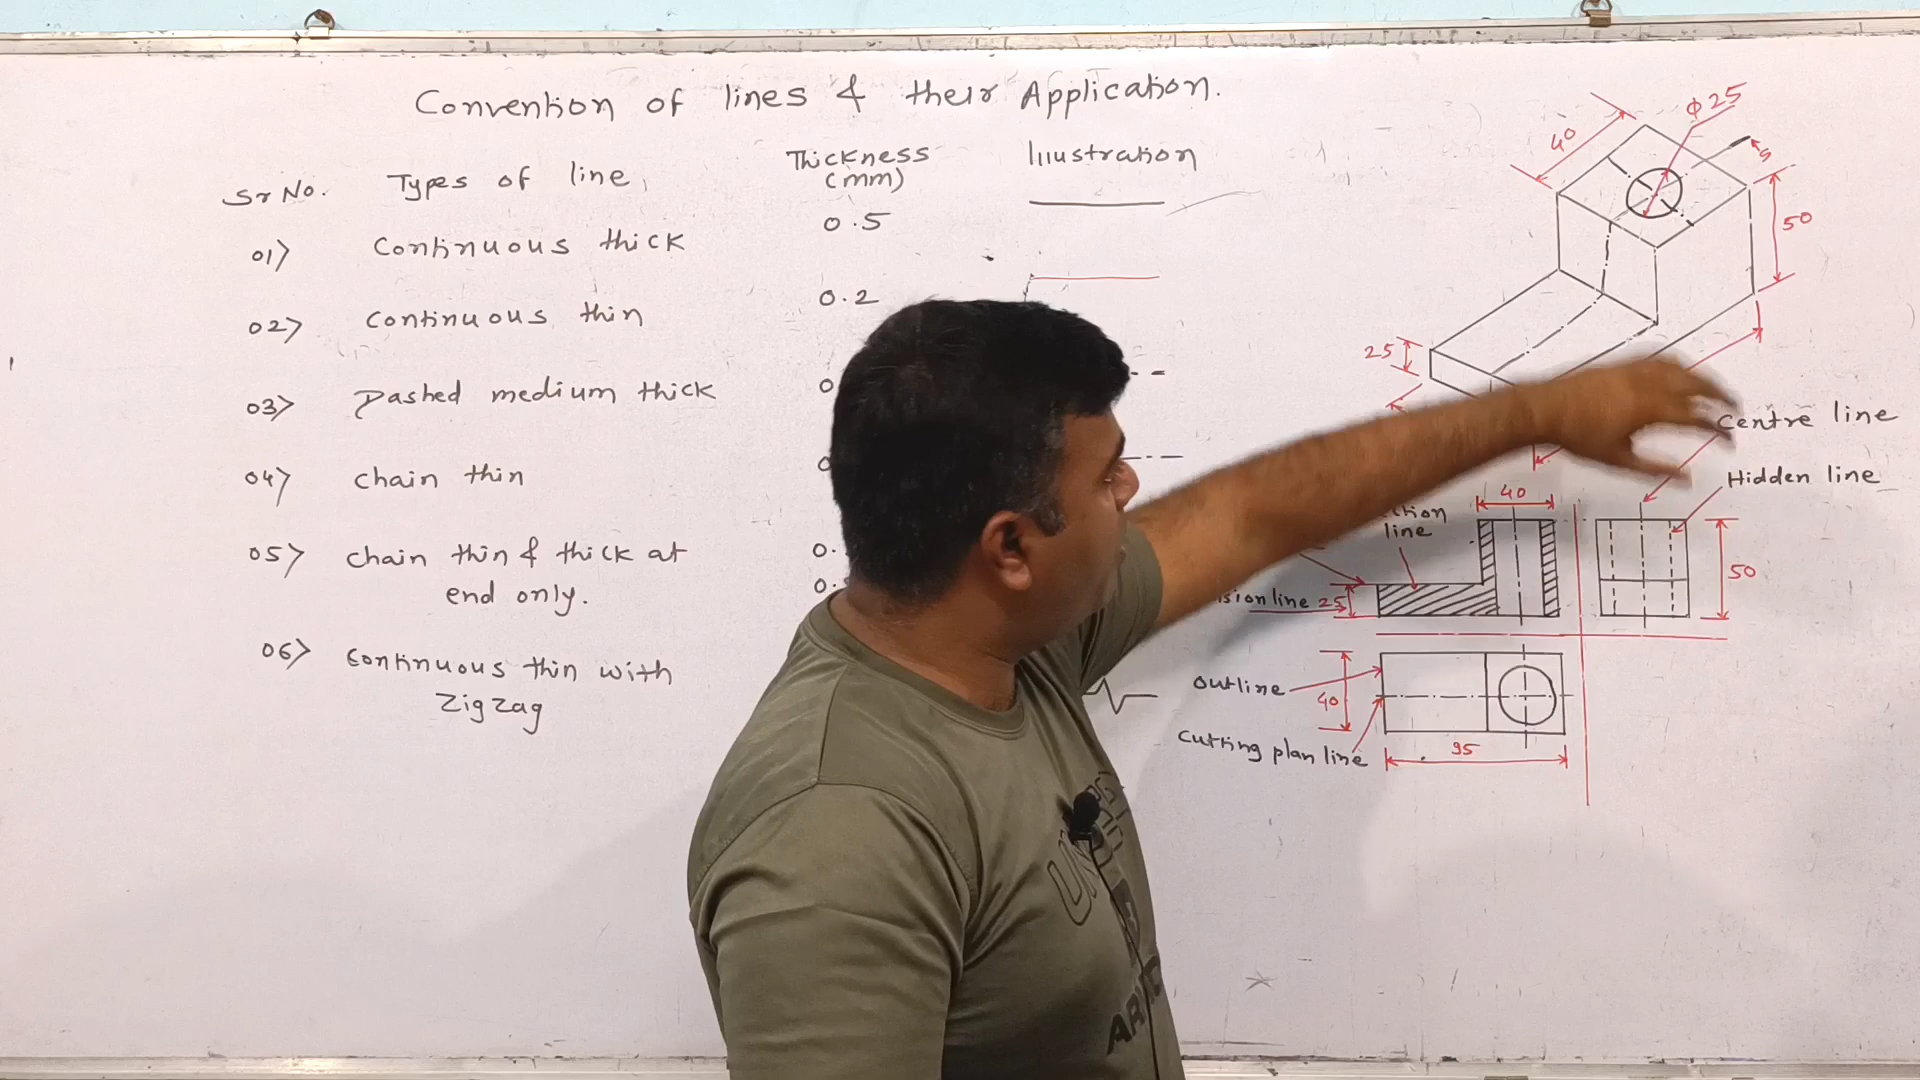 Convention of lines & their Application.
Sr No. Types of line, Thickness (mm) Illustration
01) Continuous thick 0.5
02) Continuous thin 0.2
03) Dashed medium thick
04) Chain thin
05) Chain thin & thick at
end only.
06) Continuous thin with
Zigzag
40
Φ25
50
25
Centre line
Hidden line
40
line
25
50
outline
40
Cutting plan line
95